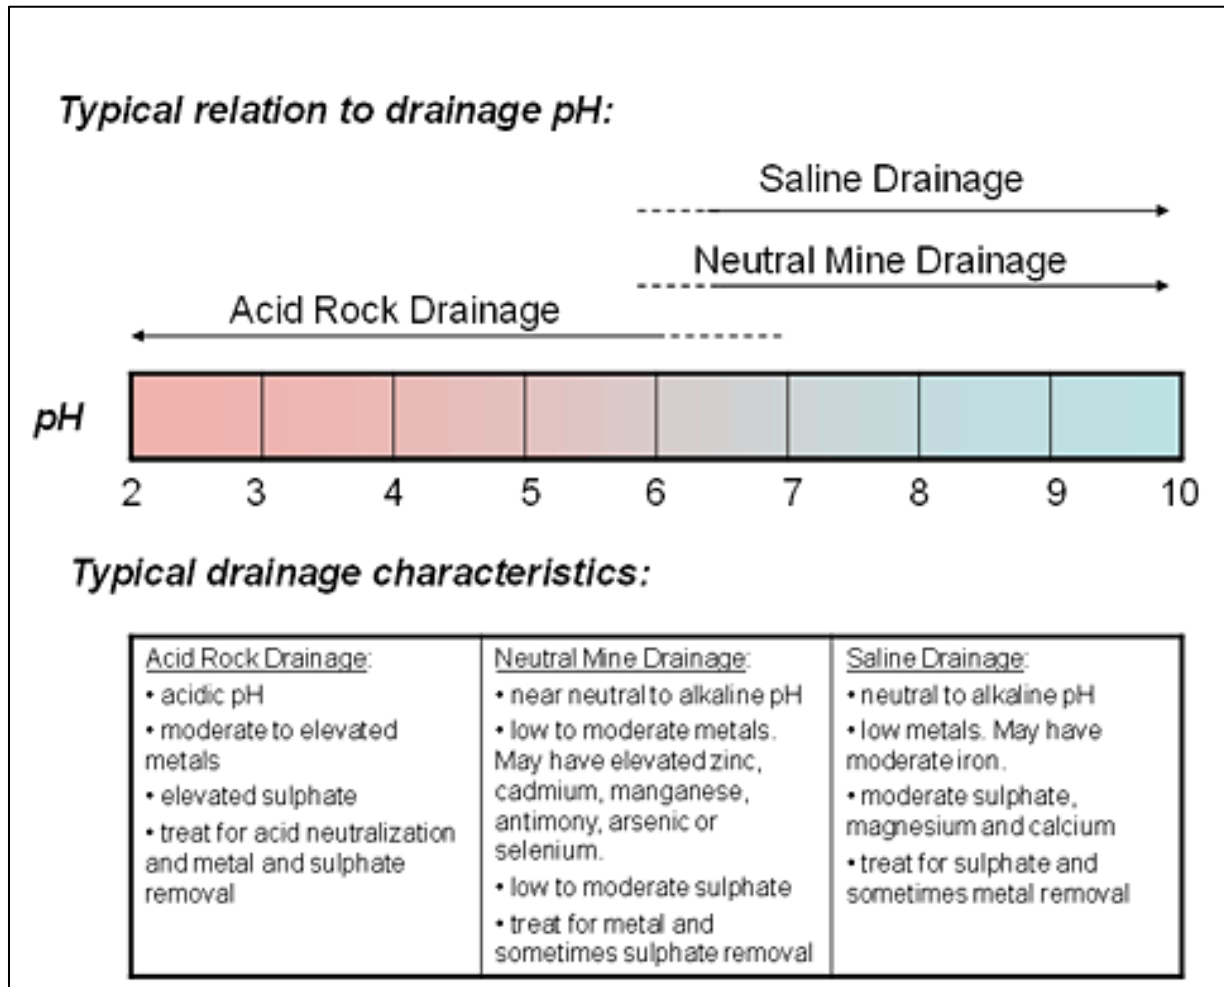 Typical relation to drainage pH:
Saline Drainage
Neutral Mine Drainage
Acid Rock Drainage
pH
2 3 4 5 6 7 8 9 10
Typical drainage characteristics:
Acid Rock Drainage:
• acidic pH
• moderate to elevated
metals
• elevated sulphate
• treat for acid neutralization
and metal and sulphate
removal
Neutral Mine Drainage:
• near neutral to alkaline pH
• low to moderate metals.
May have elevated zinc,
cadmium, manganese,
antimony, arsenic or
selenium.
• low to moderate sulphate
• treat for metal and
sometimes sulphate removal
Saline Drainage:
• neutral to alkaline pH
• low metals. May have
moderate iron.
• moderate sulphate,
magnesium and calcium
• treat for sulphate and
sometimes metal removal